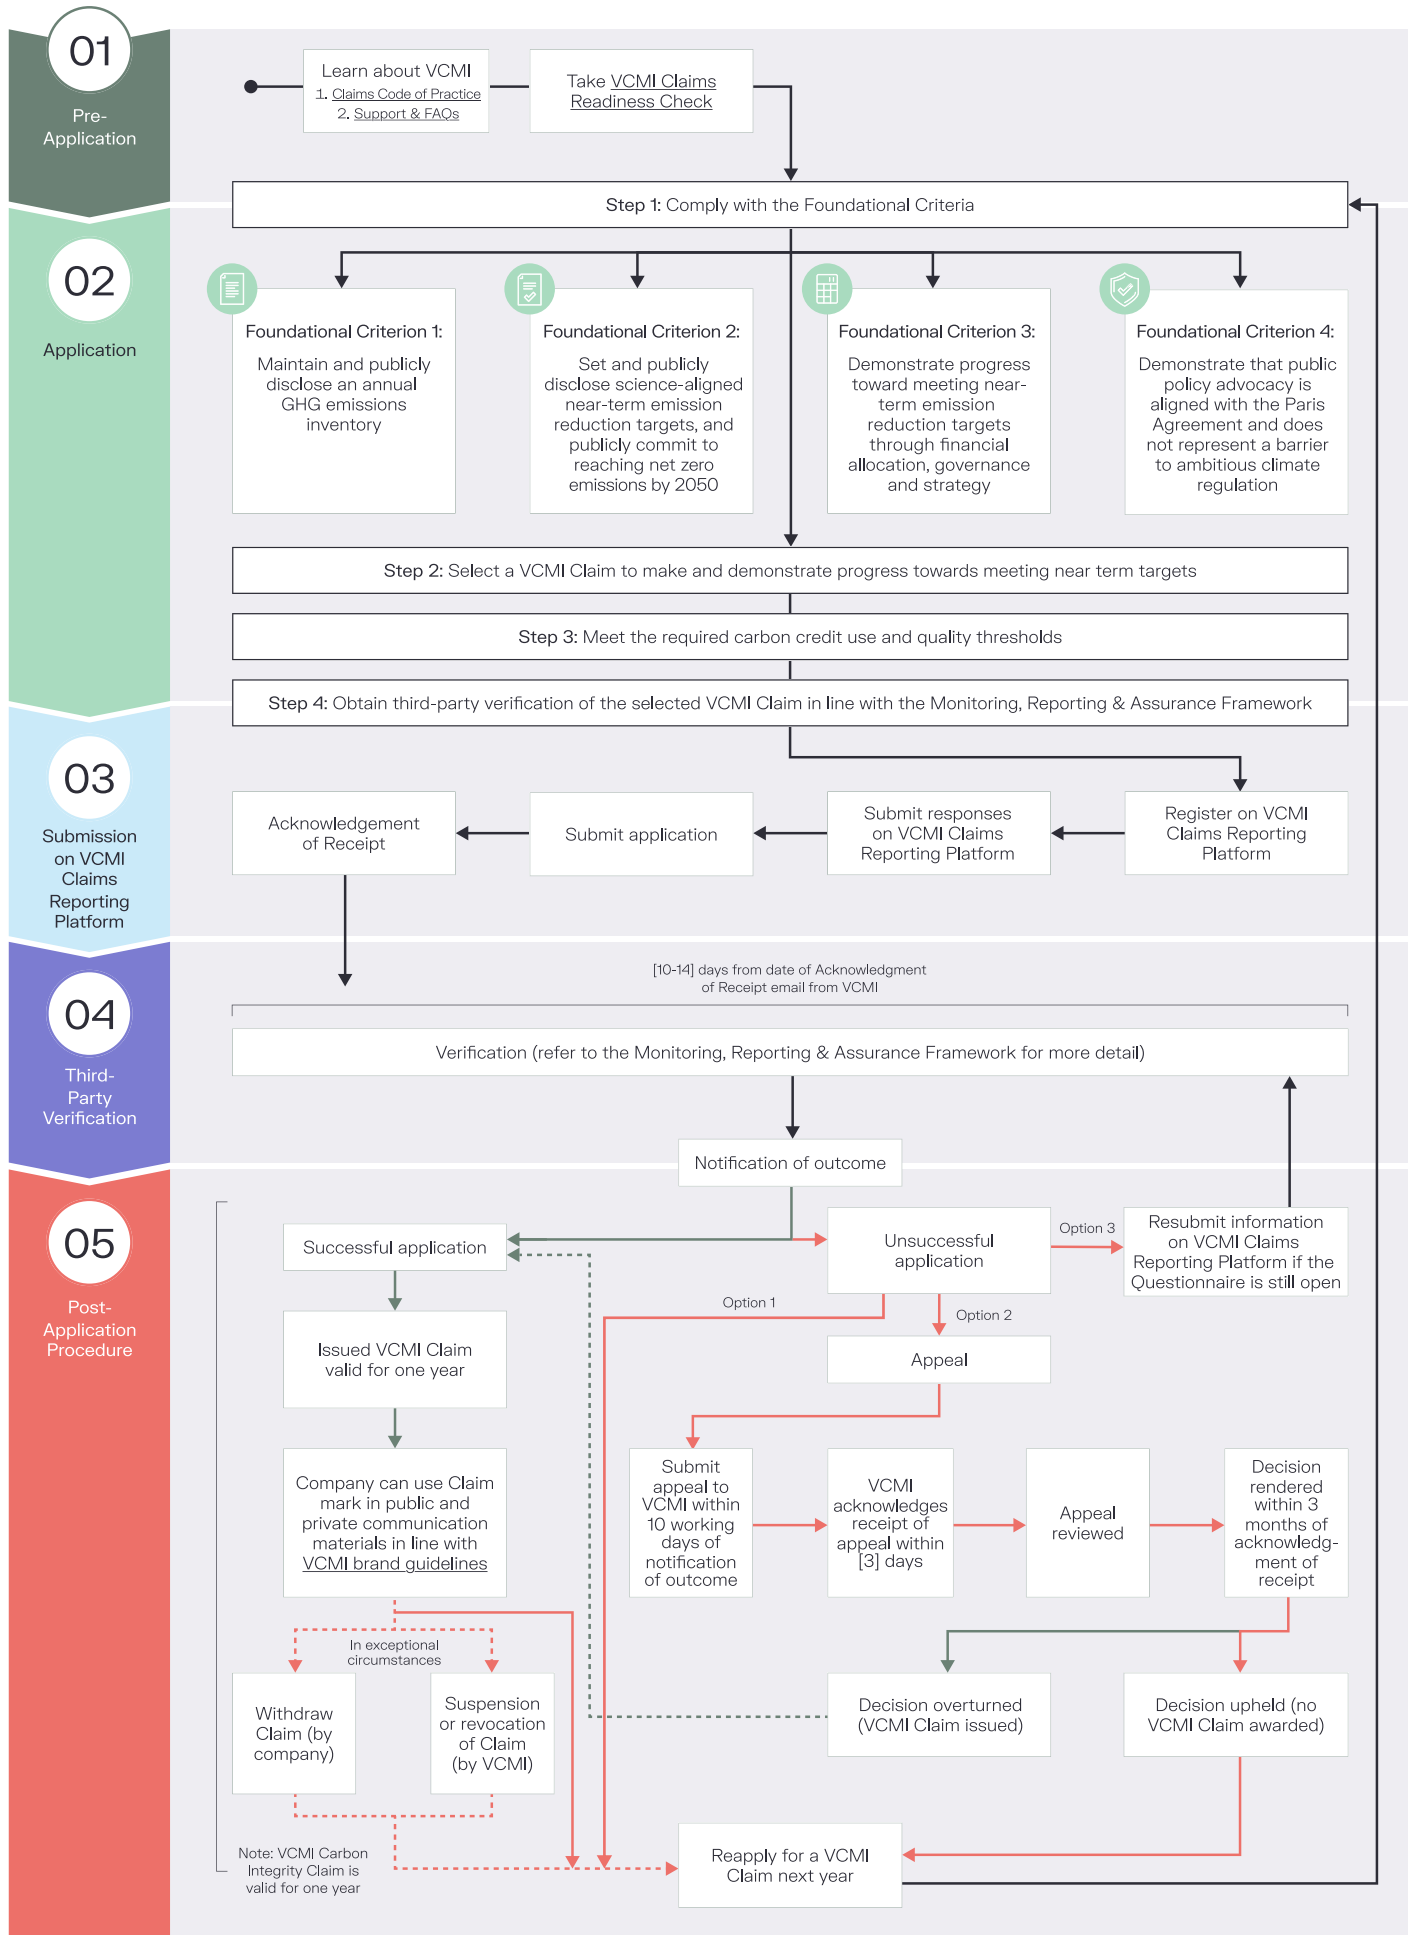 01
Pre-
Application
Learn about VCMI
1. Claims Code of Practice
2. Support & FAQs
Take VCMI Claims
Readiness Check
Step 1: Comply with the Foundational Criteria
02
Application
Foundational Criterion 1:
Maintain and publicly
disclose an annual
GHG emissions
inventory
Foundational Criterion 2:
Set and publicly
disclose science-aligned
near-term emission
reduction targets, and
publicly commit to
reaching net zero
emissions by 2050
Foundational Criterion 3:
Demonstrate progress
toward meeting near-
term emission
reduction targets
through financial
allocation, governance
and strategy
Foundational Criterion 4:
Demonstrate that public
policy advocacy is
aligned with the Paris
Agreement and does
not represent a barrier
to ambitious climate
regulation
Step 2: Select a VCMI Claim to make and demonstrate progress towards meeting near term targets
Step 3: Meet the required carbon credit use and quality thresholds
Step 4: Obtain third-party verification of the selected VCMI Claim in line with the Monitoring, Reporting & Assurance Framework
03
Submission
on VCMI
Claims
Reporting
Platform
Acknowledgement
of Receipt
Submit application
Submit responses
on VCMI Claims
Reporting Platform
Register on VCMI
Claims Reporting
Platform
04
Third-
Party
Verification
[10-14] days from date of Acknowledgment
of Receipt email from VCMI
Verification (refer to the Monitoring, Reporting & Assurance Framework for more detail)
Notification of outcome
05
Post-
Application
Procedure
Successful application
Unsuccessful
application
Option 3
Resubmit information
on VCMI Claims
Reporting Platform if the
Questionnaire is still open
Option 1
Option 2
Issued VCMI Claim
valid for one year
Appeal
Company can use Claim
mark in public and
private communication
materials in line with
VCMI brand guidelines
Submit
appeal to
VCMI within
10 working
days of
notification
of outcome
VCMI
acknowledges
receipt of
appeal within
[3] days
Appeal
reviewed
Decision
rendered
within 3
months of
acknowledg-
ment of
receipt
In exceptional
circumstances
Withdraw
Claim (by
company)
Suspension
or revocation
of Claim
(by VCMI)
Decision overturned
(VCMI Claim issued)
Decision upheld (no
VCMI Claim awarded)
Note: VCMI Carbon
Integrity Claim is
valid for one year
Reapply for a VCMI
Claim next year